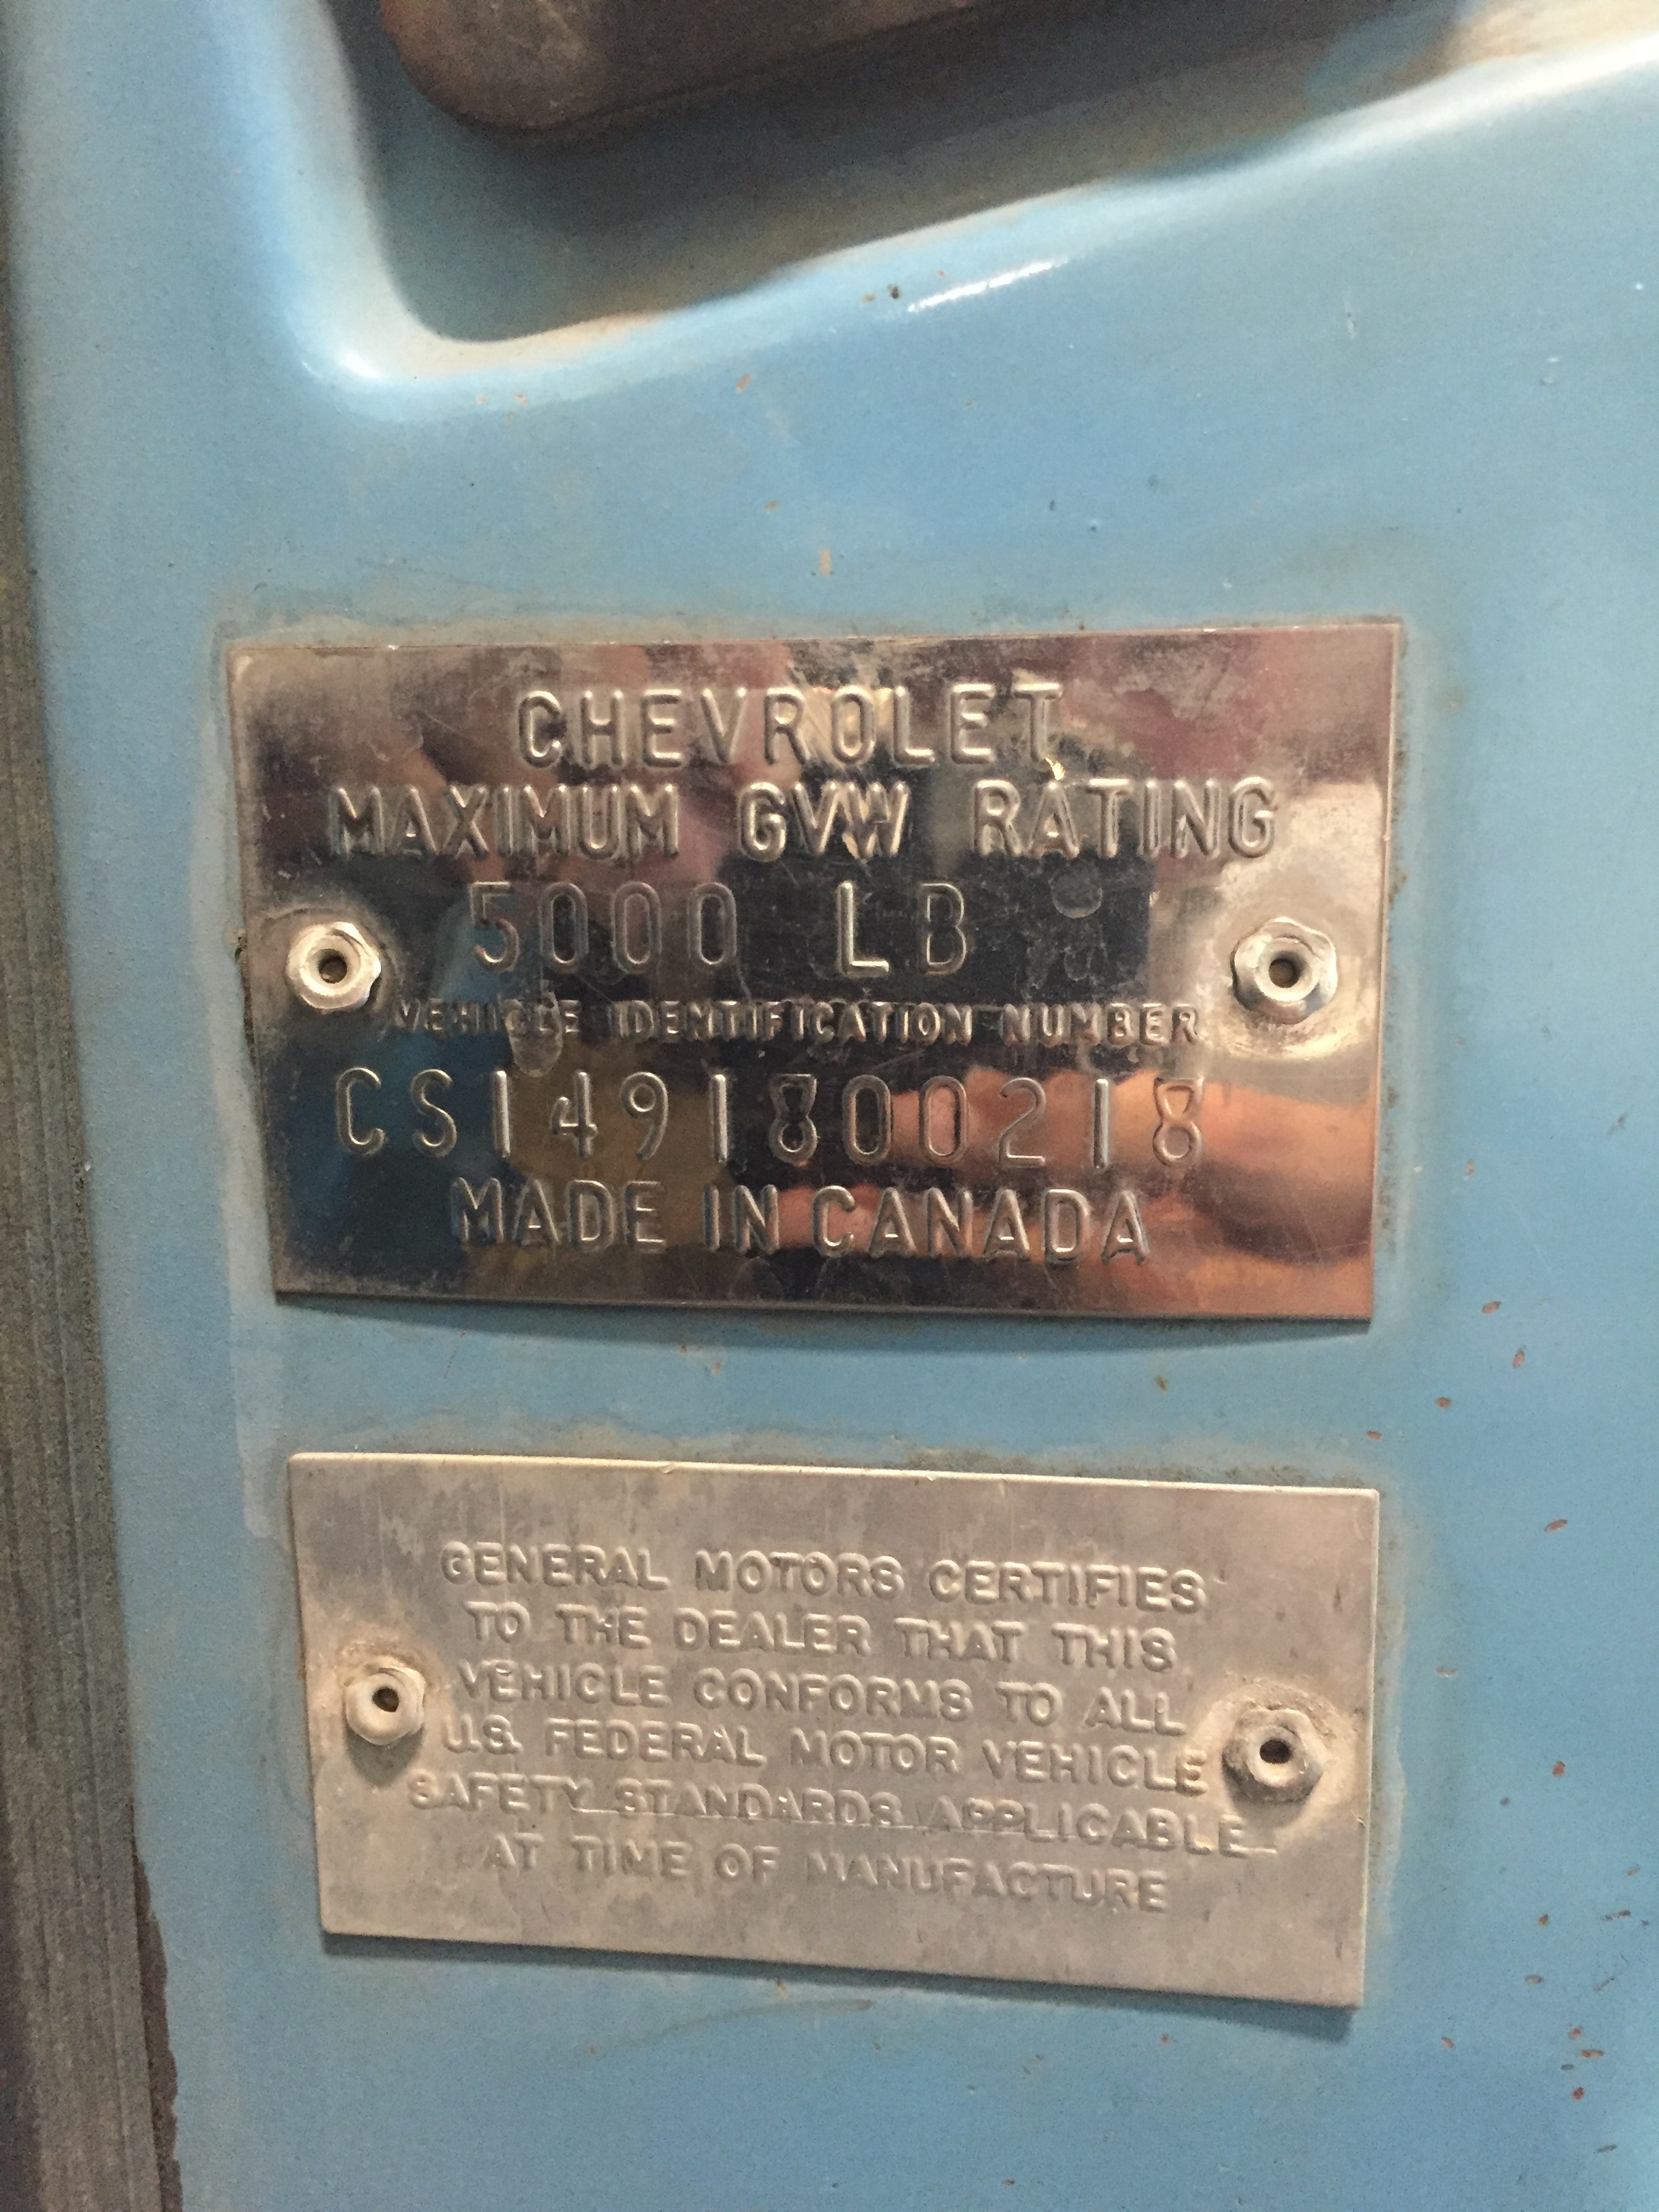 CHEVROLET
MAXIMUM GVW RATING
5000 LB
VEHICLE IDENTIFICATION NUMBER
CS1491800218
MADE IN CANADA
GENERAL MOTORS CERTIFIES
TO THE DEALER THAT THIS
VEHICLE CONFORMS TO ALL
U.S. FEDERAL MOTOR VEHICLE
SAFETY STANDARDS APPLICABLE
AT TIME OF MANUFACTURE